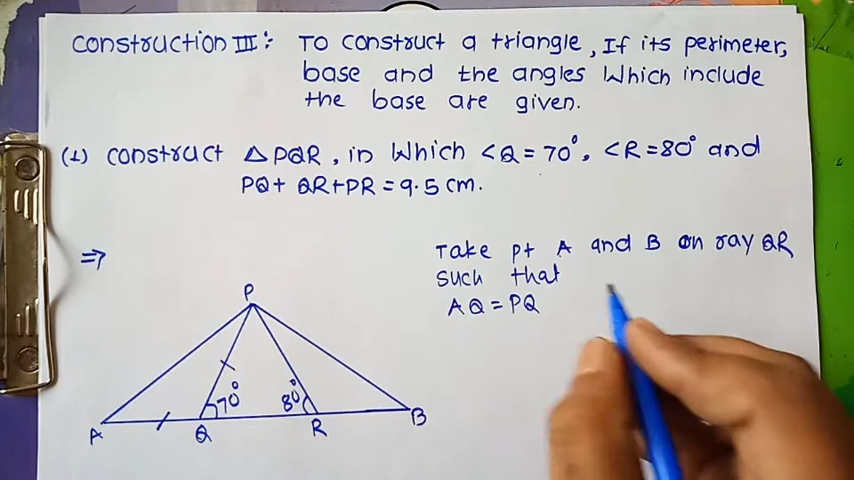 Construction III:- To construct a triangle, If its perimeter,
base and the angles Which include
the base are given.
(1) Construct △PQR, in Which <Q = 70°, <R = 80° and
PQ + QR + PR = 9.5 cm.
⇒
Take pt A and B on ray QR
such that
AQ = PQ
P
70°
80°
A
Q
R
B